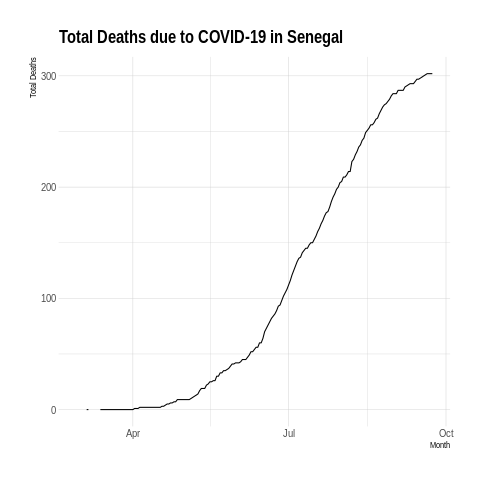 Total Deaths due to COVID-19 in Senegal
Total Deaths
300
200
100
0
Apr
Jul
Oct
Month